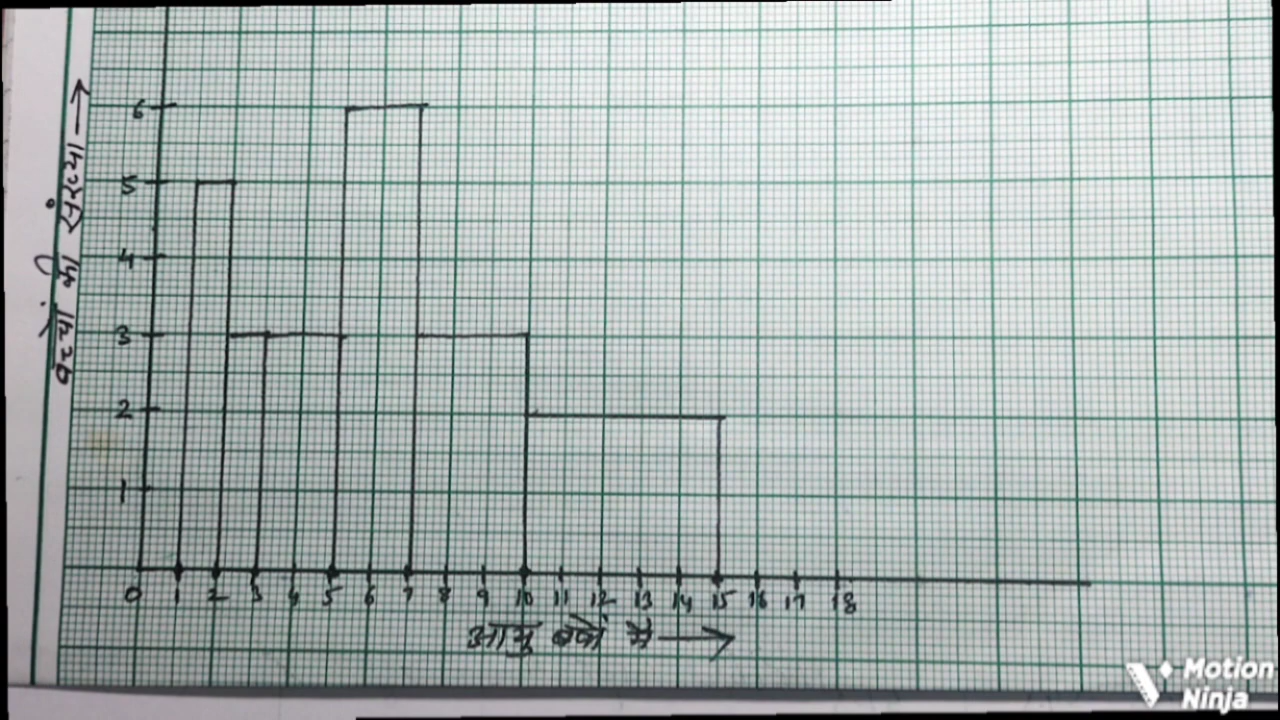 6
5
4
3
2
1
0 1 2 3 4 5 6 7 8 9 10 11 12 13 14 15 16 17 18
बच्चों की संख्या →
आयु वर्षों में →
Motion
Ninja